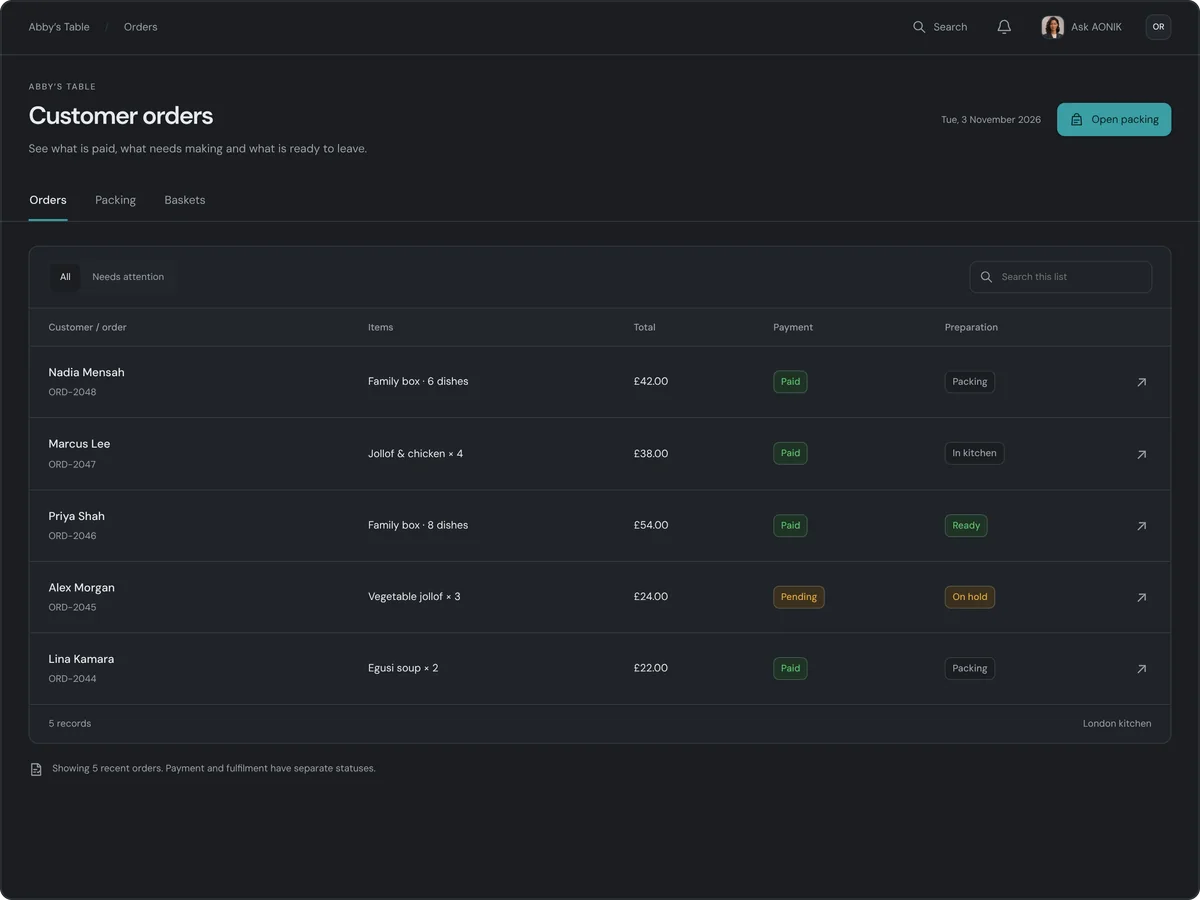 Abby's Table / Orders
Search
Ask AONIK
OR
ABBY'S TABLE
Customer orders
See what is paid, what needs making and what is ready to leave.
Tue, 3 November 2026
Open packing
Orders Packing Baskets
All Needs attention
Search this list
Customer / order Items Total Payment Preparation
Nadia Mensah
ORD-2048
Family box · 6 dishes £42.00 Paid Packing
Marcus Lee
ORD-2047
Jollof & chicken × 4 £38.00 Paid In kitchen
Priya Shah
ORD-2046
Family box · 8 dishes £54.00 Paid Ready
Alex Morgan
ORD-2045
Vegetable jollof × 3 £24.00 Pending On hold
Lina Kamara
ORD-2044
Egusi soup × 2 £22.00 Paid Packing
5 records London kitchen
Showing 5 recent orders. Payment and fulfilment have separate statuses.